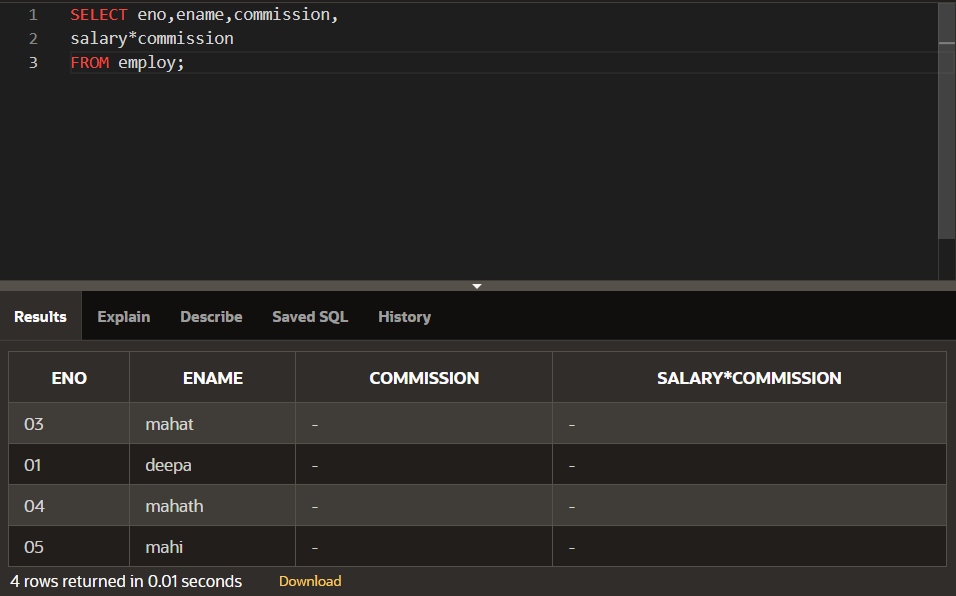 1 SELECT eno,ename,commission,
2 salary*commission
3 FROM employ;
Results Explain Describe Saved SQL History
ENO ENAME COMMISSION SALARY*COMMISSION
03 mahat - -
01 deepa - -
04 mahath - -
05 mahi - -
4 rows returned in 0.01 seconds Download